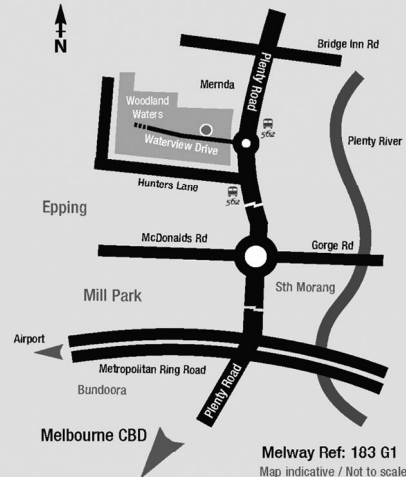 N
Bridge Inn Rd
Plenty Road
Mernda
Woodland
Waters
562
Waterview Drive
Plenty River
Hunters Lane
562
Epping
McDonalds Rd
Gorge Rd
Sth Morang
Mill Park
Airport
Metropolitan Ring Road
Bundoora
Plenty Road
Melbourne CBD
Melway Ref: 183 G1
Map indicative / Not to scale